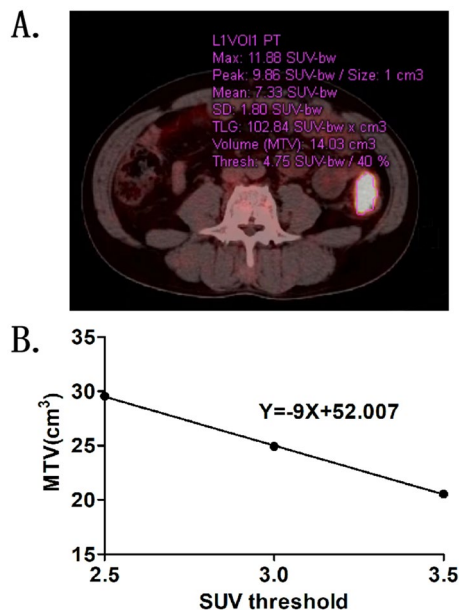 A.
L1VOI1 PT
Max: 11.88 SUV-bw
Peak: 9.86 SUV-bw / Size: 1 cm3
Mean: 7.33 SUV-bw
SD: 1.80 SUV-bw
TLG: 102.84 SUV-bw x cm3
Volume (MTV): 14.03 cm3
Thresh: 4.75 SUV-bw / 40 %
B.
MTV(cm³)
35
30
25
20
15
Y=-9X+52.007
2.5 3.0 3.5
SUV threshold